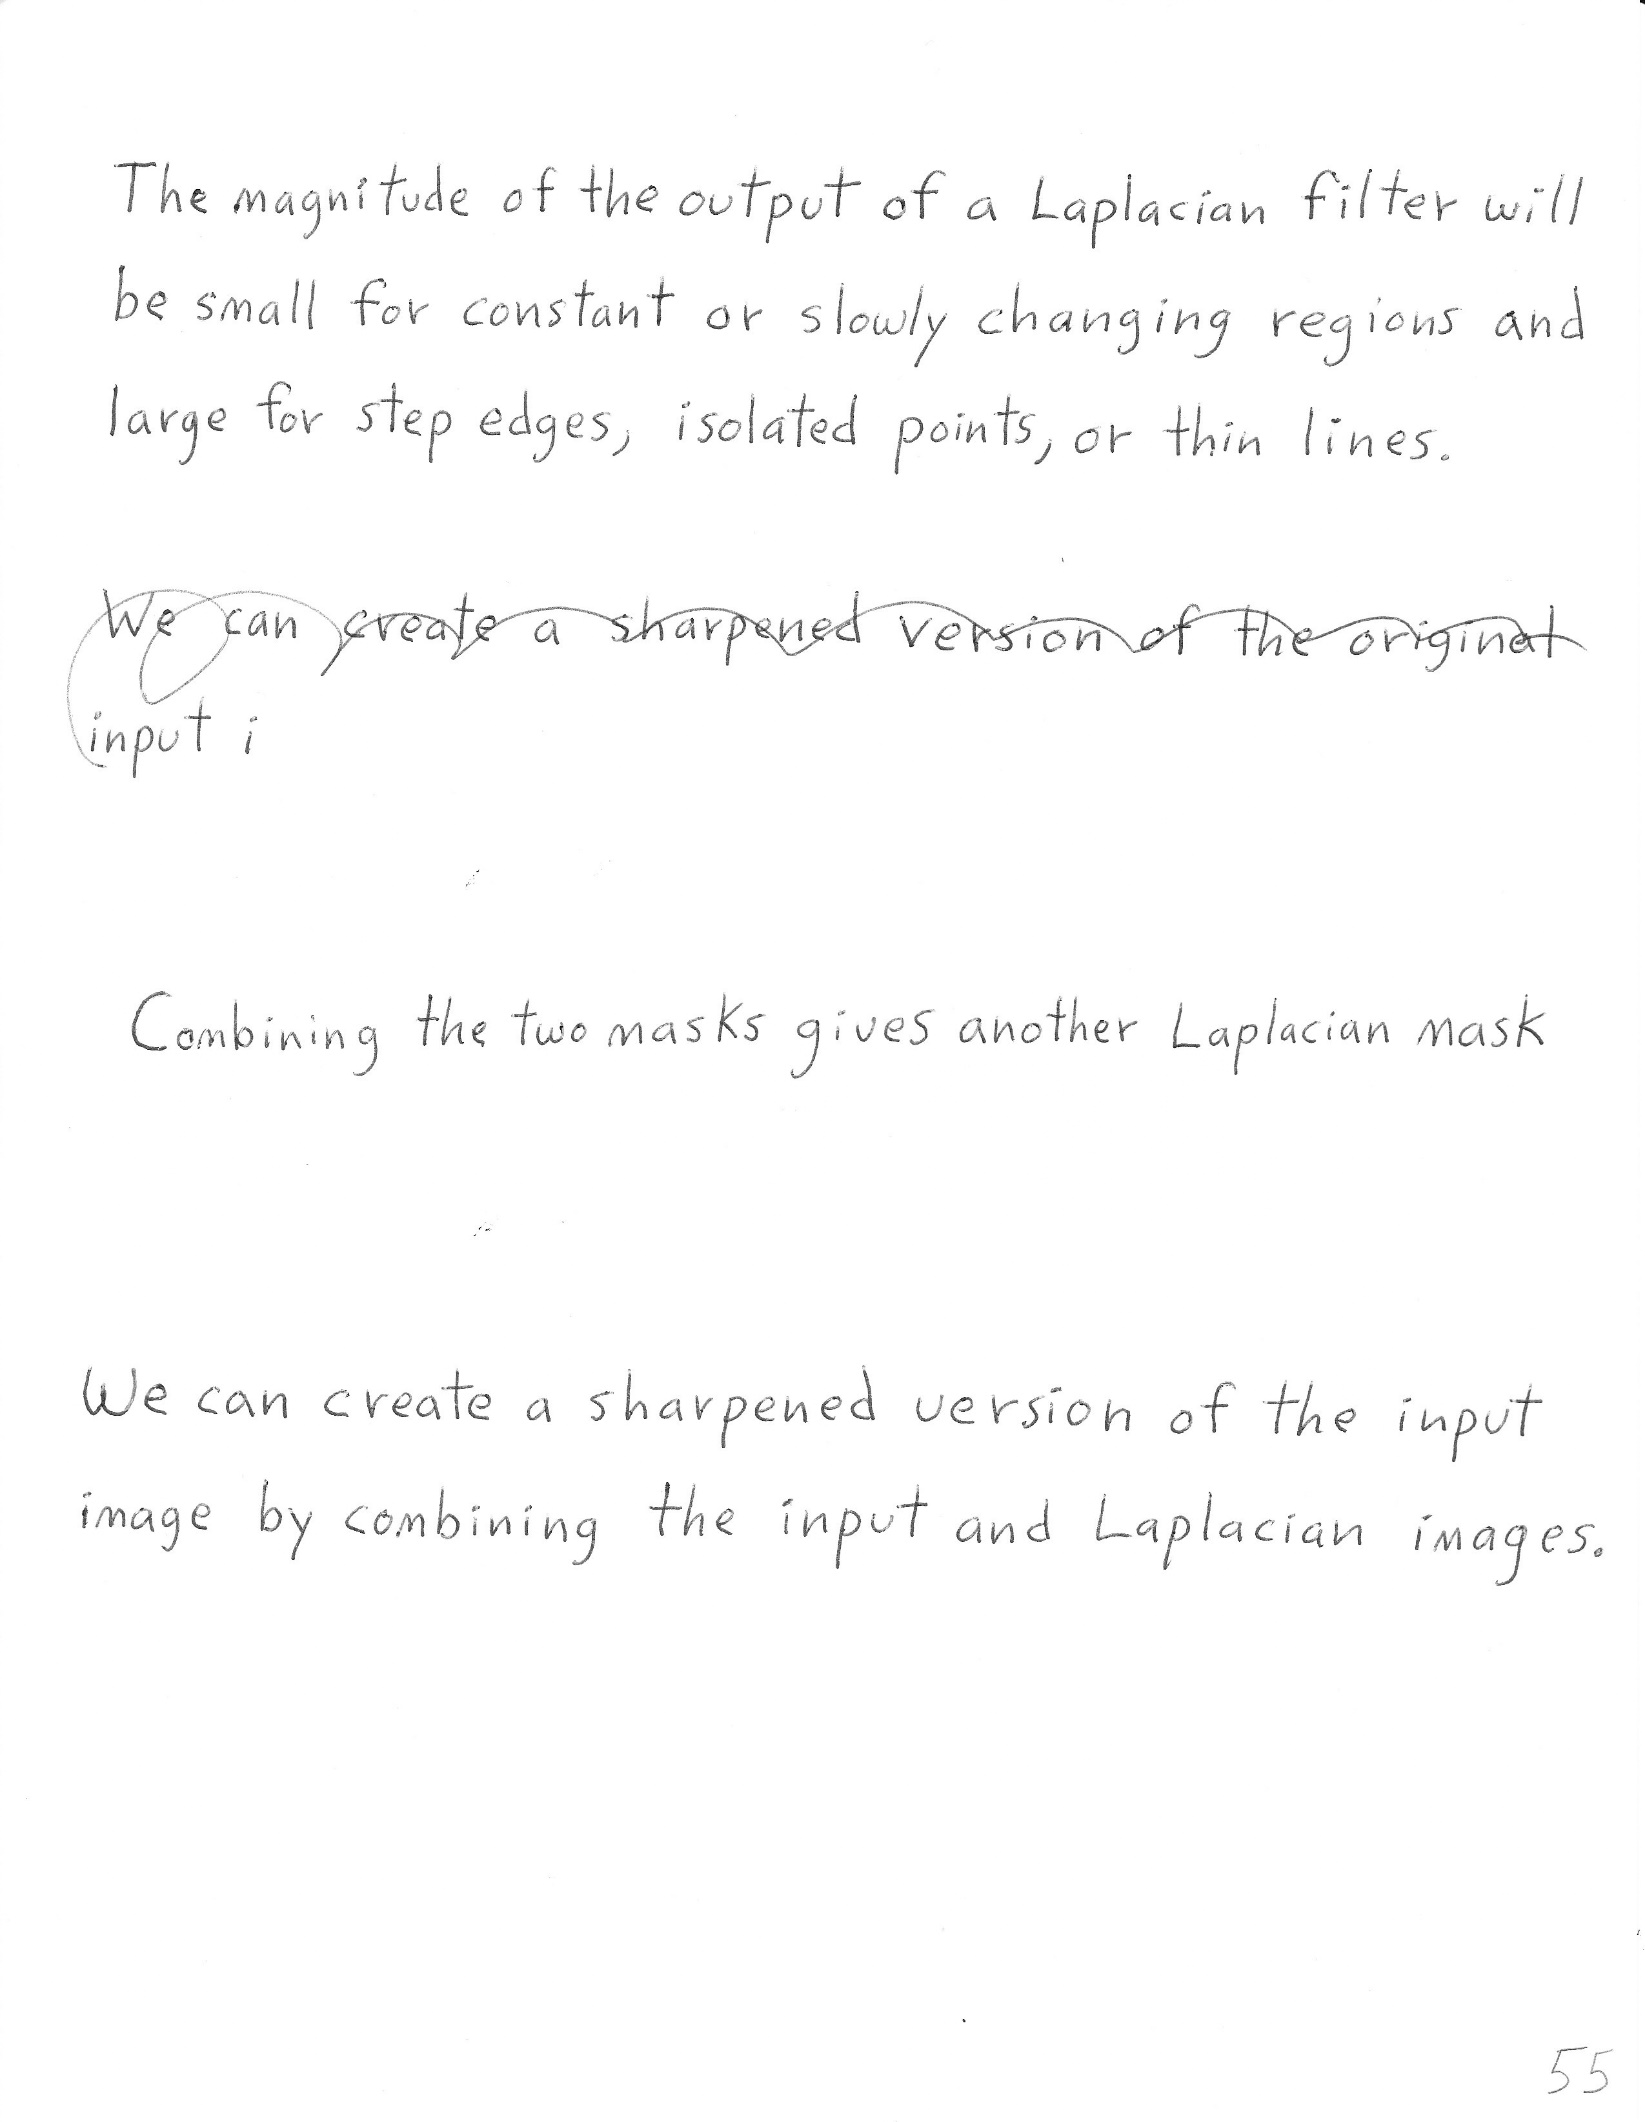 The magnitude of the output of a Laplacian filter will
be small for constant or slowly changing regions and
large for step edges, isolated points, or thin lines.
We can create a sharpened version of the original
input i
Combining the two masks gives another Laplacian mask
We can create a sharpened version of the input
image by combining the input and Laplacian images.
55